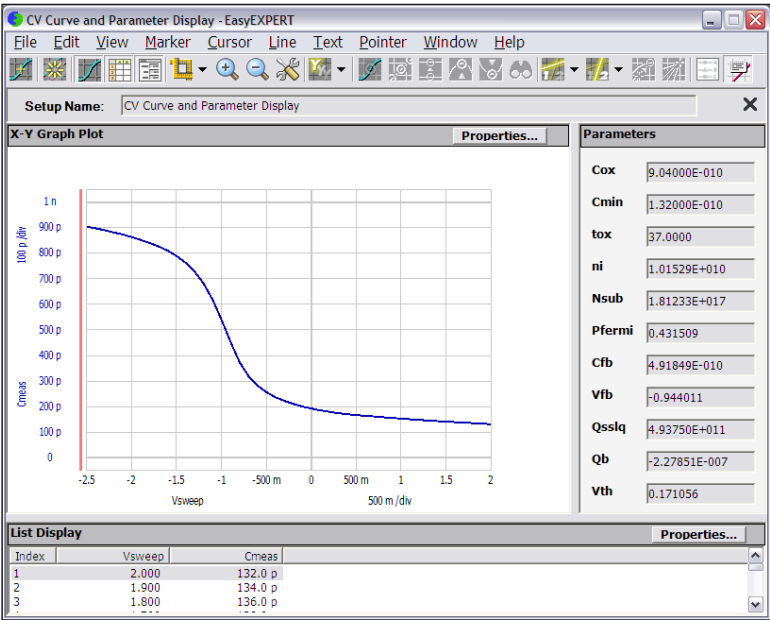 CV Curve and Parameter Display - EasyEXPERT
File Edit View Marker Cursor Line Text Pointer Window Help
Setup Name: CV Curve and Parameter Display
X-Y Graph Plot Properties...
Parameters
1 n
900 p
800 p
700 p
600 p
500 p
400 p
300 p
200 p
100 p
0
100 p /div
Cmeas
-2.5 -2 -1.5 -1 -500 m 0 500 m 1 1.5 2
Vsweep 500 m /div
Cox 9.04000E-010
Cmin 1.32000E-010
tox 37.0000
ni 1.01529E+010
Nsub 1.81233E+017
Pfermi 0.431509
Cfb 4.91849E-010
Vfb -0.944011
Qsslq 4.93750E+011
Qb -2.27851E-007
Vth 0.171056
List Display Properties...
Index Vsweep Cmeas
1 2.000 132.0 p
2 1.900 134.0 p
3 1.800 136.0 p